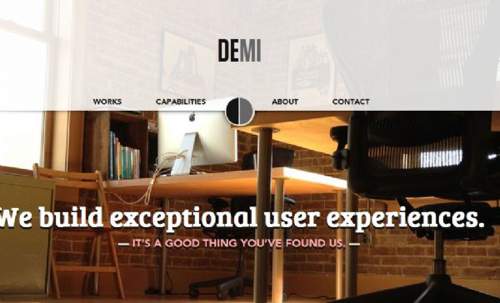 DEMI
WORKS CAPABILITIES ABOUT CONTACT
We build exceptional user experiences.
— IT'S A GOOD THING YOU'VE FOUND US. —